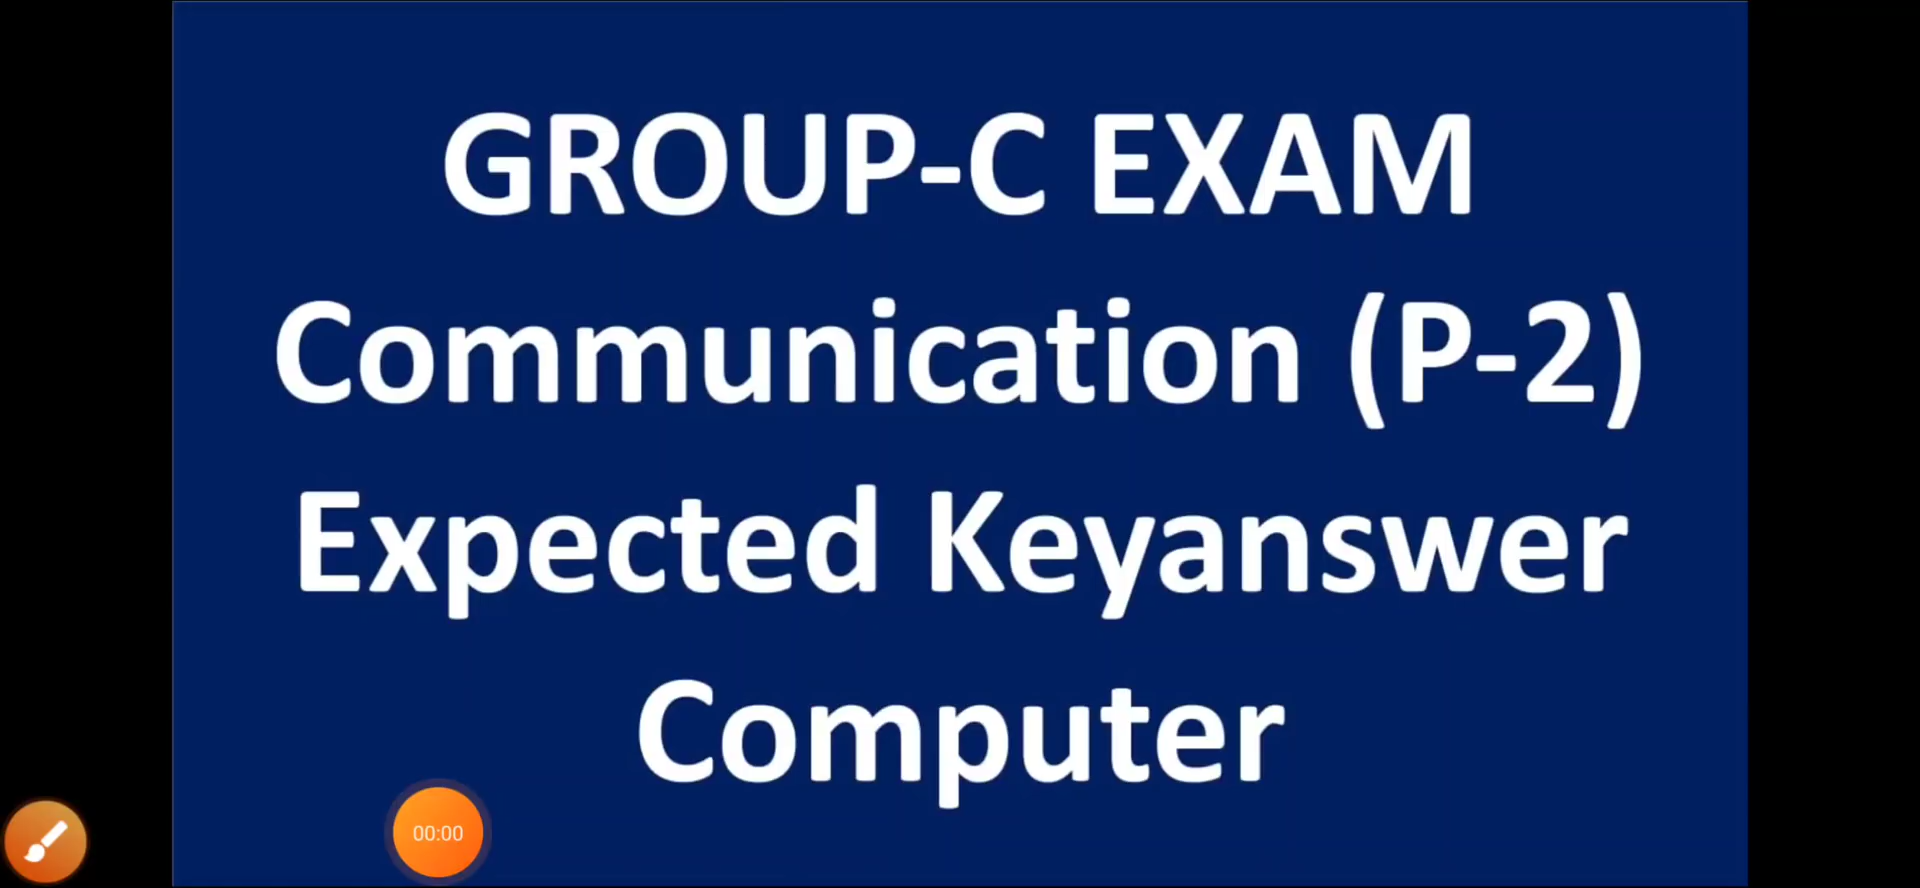 GROUP-C EXAM
Communication (P-2)
Expected Keyanswer
Computer
00:00